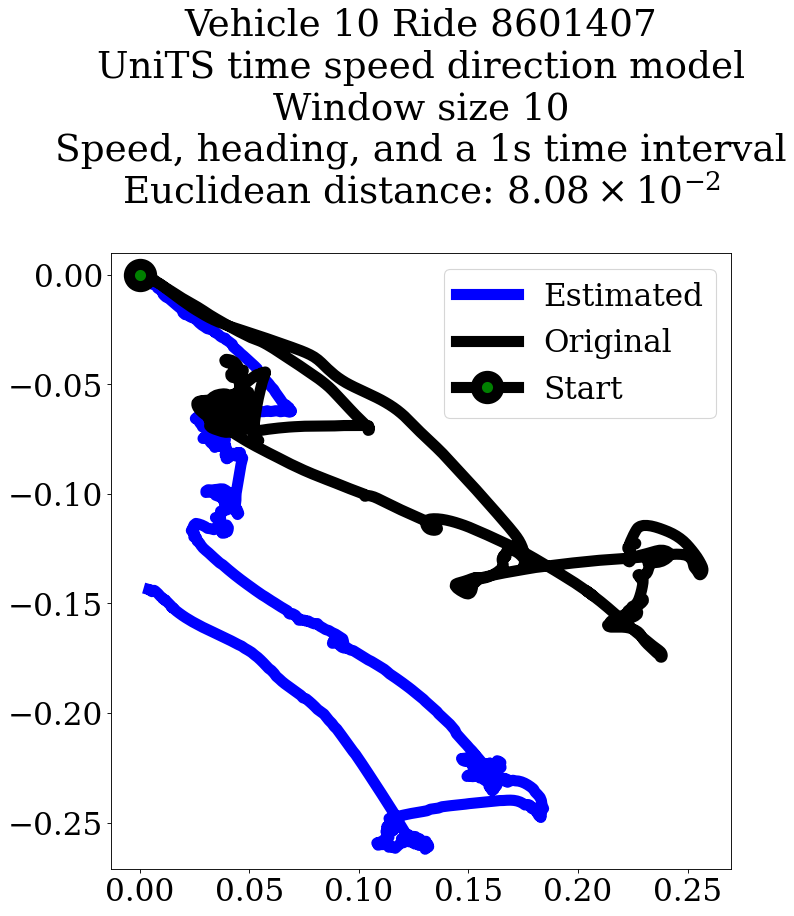 Vehicle 10 Ride 8601407
UniTS time speed direction model
Window size 10
Speed, heading, and a 1s time interval
Euclidean distance: 8.08 × 10⁻²
Estimated
Original
Start
0.00
−0.05
−0.10
−0.15
−0.20
−0.25
0.00 0.05 0.10 0.15 0.20 0.25